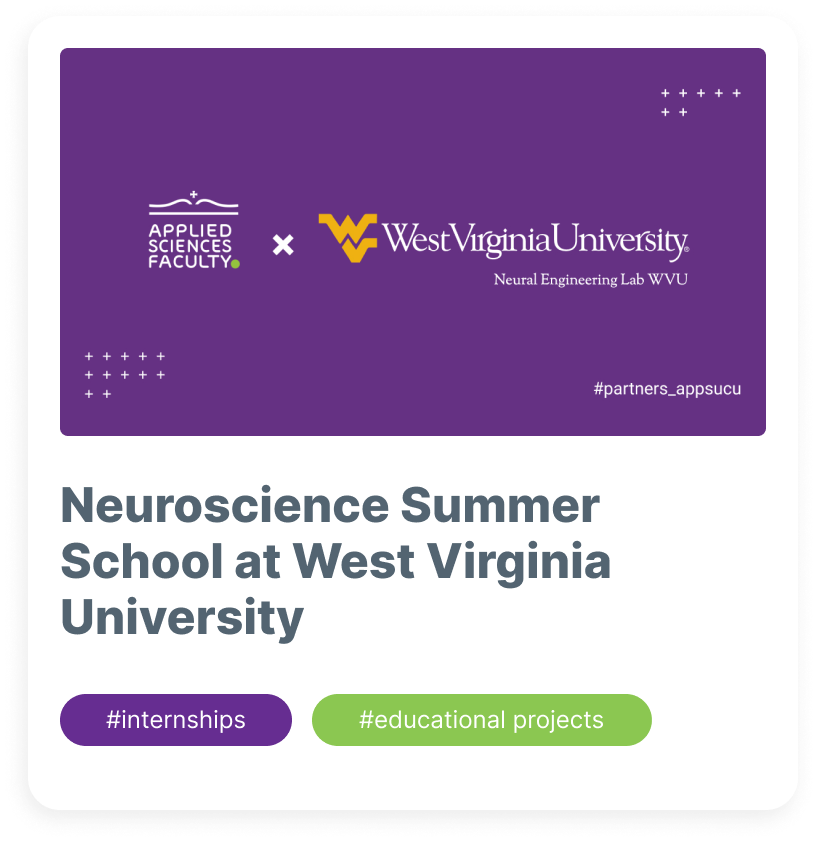 APPLIED
SCIENCES
FACULTY
WestVirginiaUniversity®
Neural Engineering Lab WVU
#partners_appsucu
Neuroscience Summer
School at West Virginia
University
#internships
#educational projects